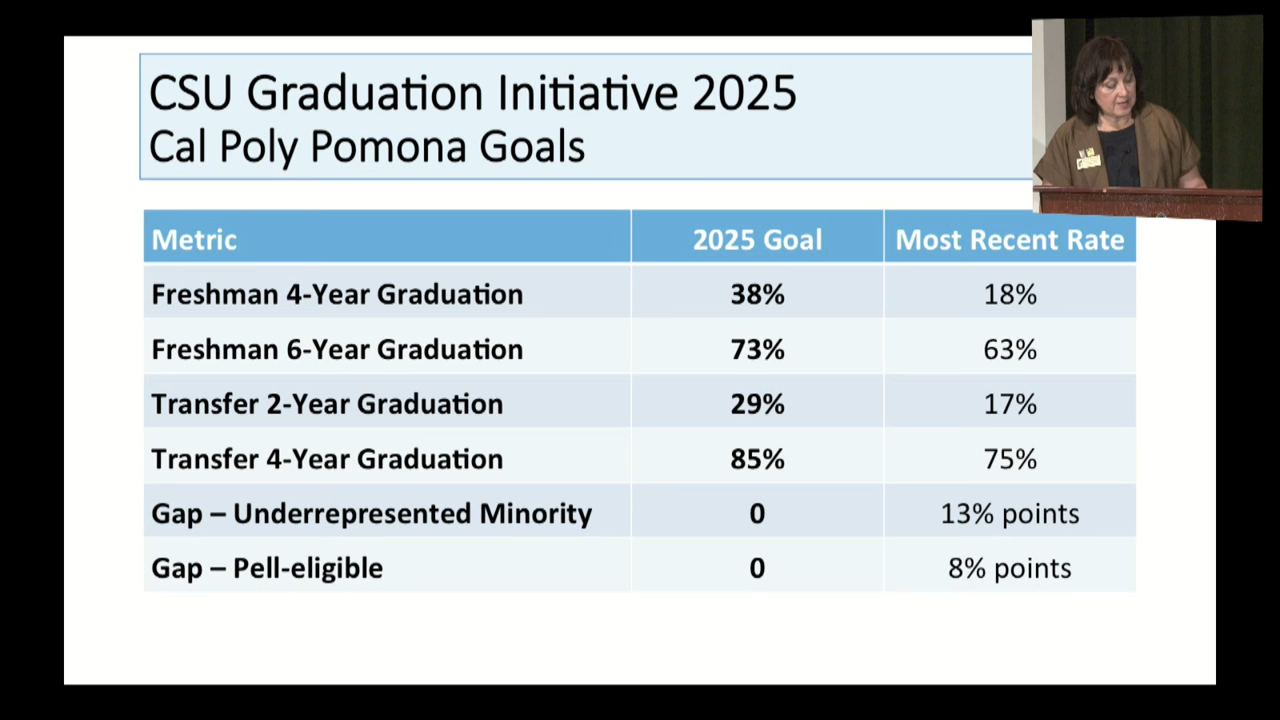 CSU Graduation Initiative 2025
Cal Poly Pomona Goals
Metric 2025 Goal Most Recent Rate
Freshman 4-Year Graduation 38% 18%
Freshman 6-Year Graduation 73% 63%
Transfer 2-Year Graduation 29% 17%
Transfer 4-Year Graduation 85% 75%
Gap – Underrepresented Minority 0 13% points
Gap – Pell-eligible 0 8% points